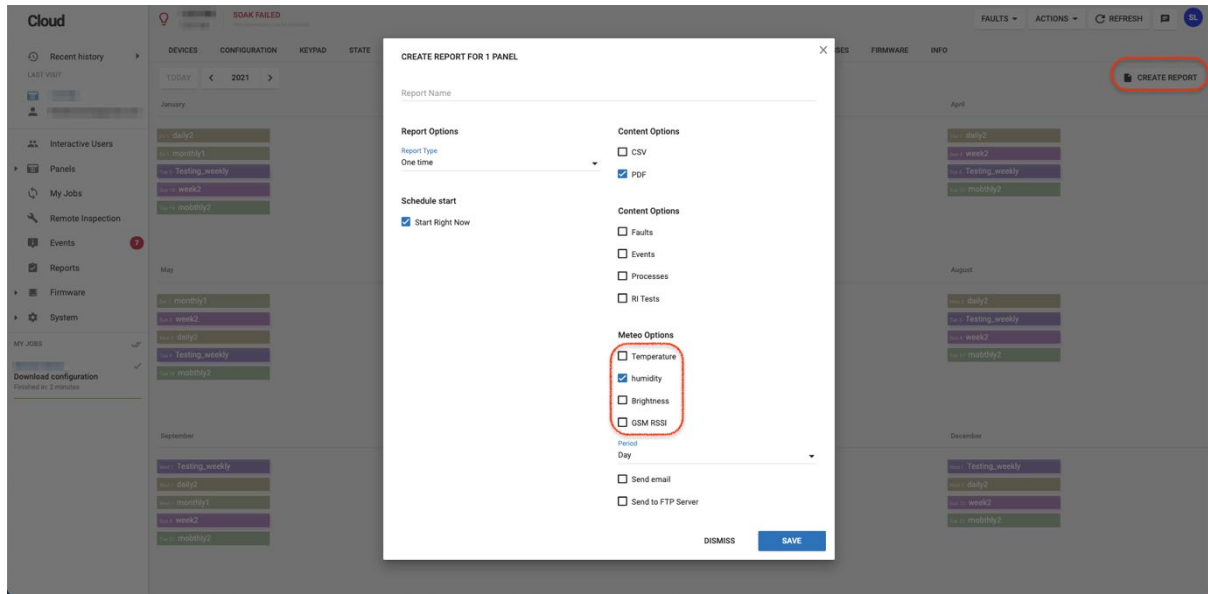 Cloud
SOAK FAILED
FAULTS
ACTIONS
REFRESH
SL
Recent history
LAST VISIT
DEVICES
CONFIGURATION
KEYPAD
STATE
FIRMWARE
INFO
TODAY
2021
CREATE REPORT
Interactive Users
Panels
My Jobs
Remote Inspection
Events
7
Reports
Firmware
System
MY JOBS
Download configuration
Finished in: 2 minutes
January
daily2
monthly1
Testing_weekly
week2
mobthly2
May
monthly1
week2
daily2
Testing_weekly
mobthly2
September
Testing_weekly
daily2
monthly1
week2
mobthly2
CREATE REPORT FOR 1 PANEL
Report Name
Report Options
Report Type
One time
Schedule start
Start Right Now
Content Options
CSV
PDF
Content Options
Faults
Events
Processes
RI Tests
Meteo Options
Temperature
humidity
Brightness
GSM RSSI
Period
Day
Send email
Send to FTP Server
DISMISS
SAVE
April
daily2
week2
Testing_weekly
mobthly2
August
daily2
Testing_weekly
week2
mobthly2
December
Testing_weekly
daily2
week2
mobthly2